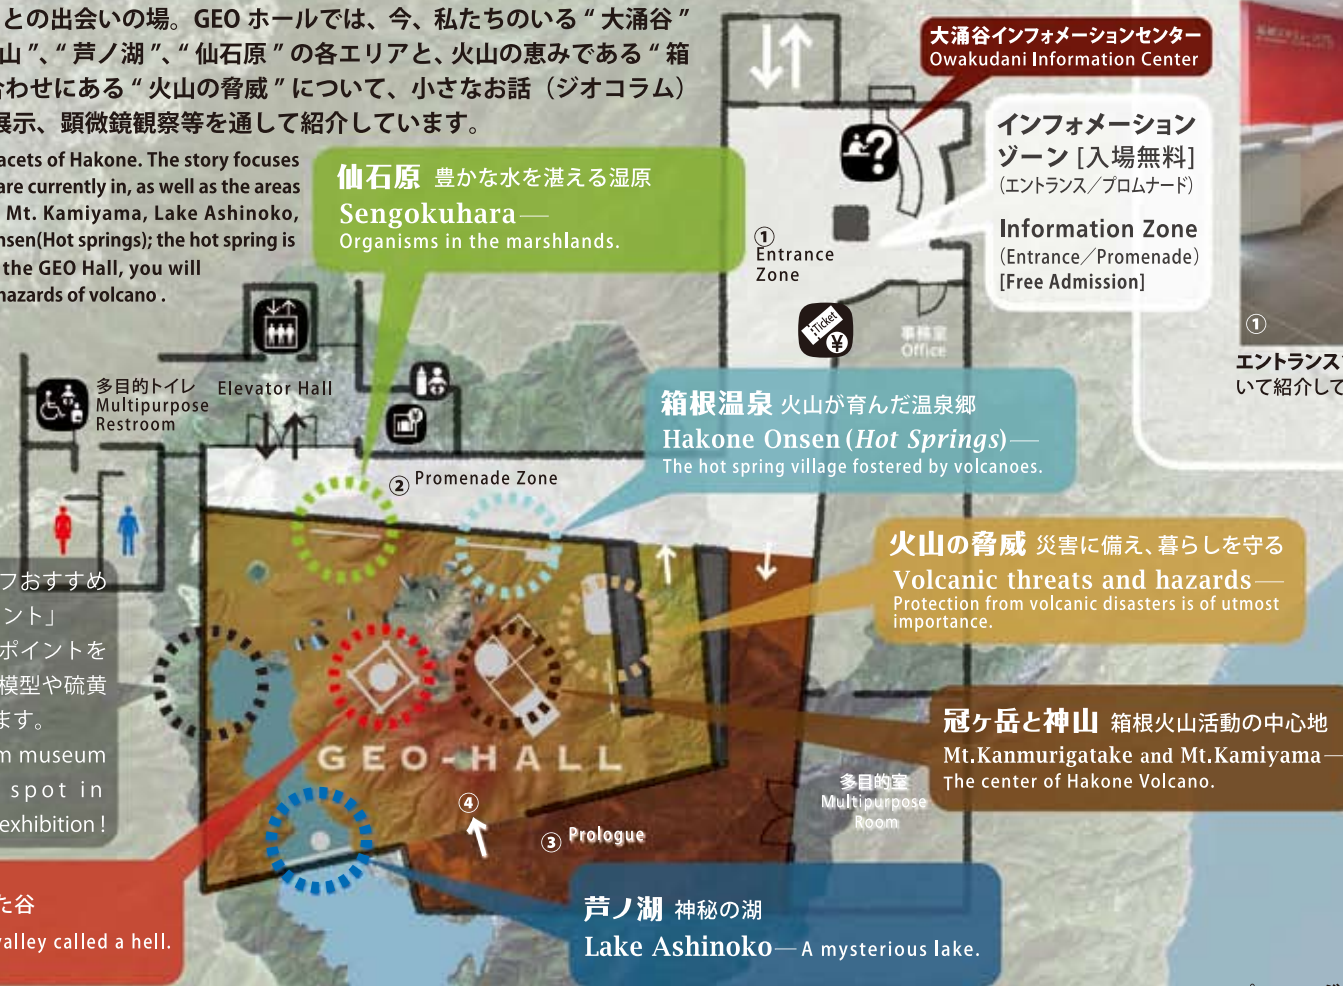 との出会いの場。GEO ホールでは、今、私たちのいる “ 大涌谷 ”
山 ”、“ 芦ノ湖 ”、“ 仙石原 ” の各エリアと、火山の恵みである “ 箱
合わせにある “ 火山の脅威 ” について、小さなお話（ジオコラム）
展示、顕微鏡観察等を通して紹介しています。
acets of Hakone. The story focuses
are currently in, as well as the areas
Mt. Kamiyama, Lake Ashinoko,
nsen(Hot springs); the hot spring is
the GEO Hall, you will
hazards of volcano .
仙石原 豊かな水を湛える湿原
Sengokuhara—
Organisms in the marshlands.
大涌谷インフォメーションセンター
Owakudani Information Center
インフォメーション
ゾーン [入場無料]
(エントランス／プロムナード)
Information Zone
(Entrance／Promenade)
[Free Admission]
①
Entrance
Zone
Ticket
¥
事務室
Office
①
エントランス
いて紹介して
多目的トイレ
Multipurpose
Restroom
Elevator Hall
② Promenade Zone
箱根温泉 火山が育んだ温泉郷
Hakone Onsen (Hot Springs)—
The hot spring village fostered by volcanoes.
火山の脅威 災害に備え、暮らしを守る
Volcanic threats and hazards—
Protection from volcanic disasters is of utmost
importance.
フおすすめ
ント」
ポイントを
模型や硫黄
ます。
m museum
spot in
exhibition !
GEO-HALL
冠ヶ岳と神山 箱根火山活動の中心地
Mt.Kanmurigatake and Mt.Kamiyama—
The center of Hakone Volcano.
多目的室
Multipurpose
Room
④
③ Prologue
た谷
valley called a hell.
芦ノ湖 神秘の湖
Lake Ashinoko—A mysterious lake.